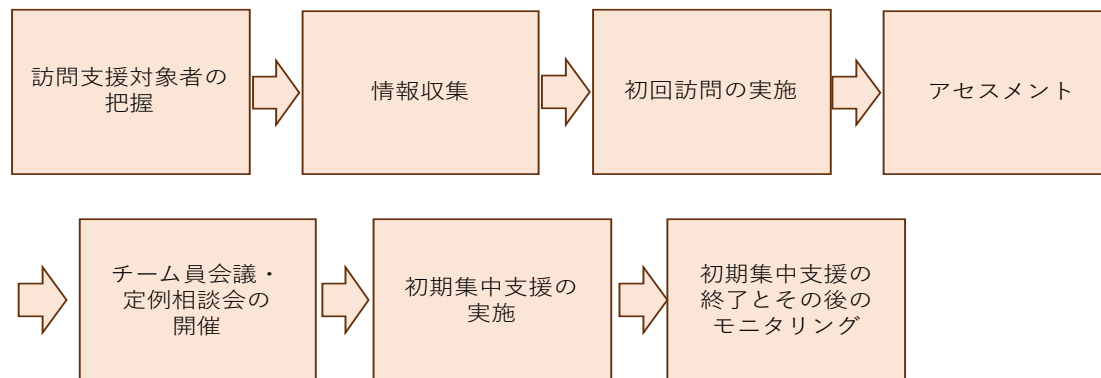 訪問支援対象者の
把握
情報収集
初回訪問の実施
アセスメント
チーム員会議・
定例相談会の
開催
初期集中支援の
実施
初期集中支援の
終了とその後の
モニタリング